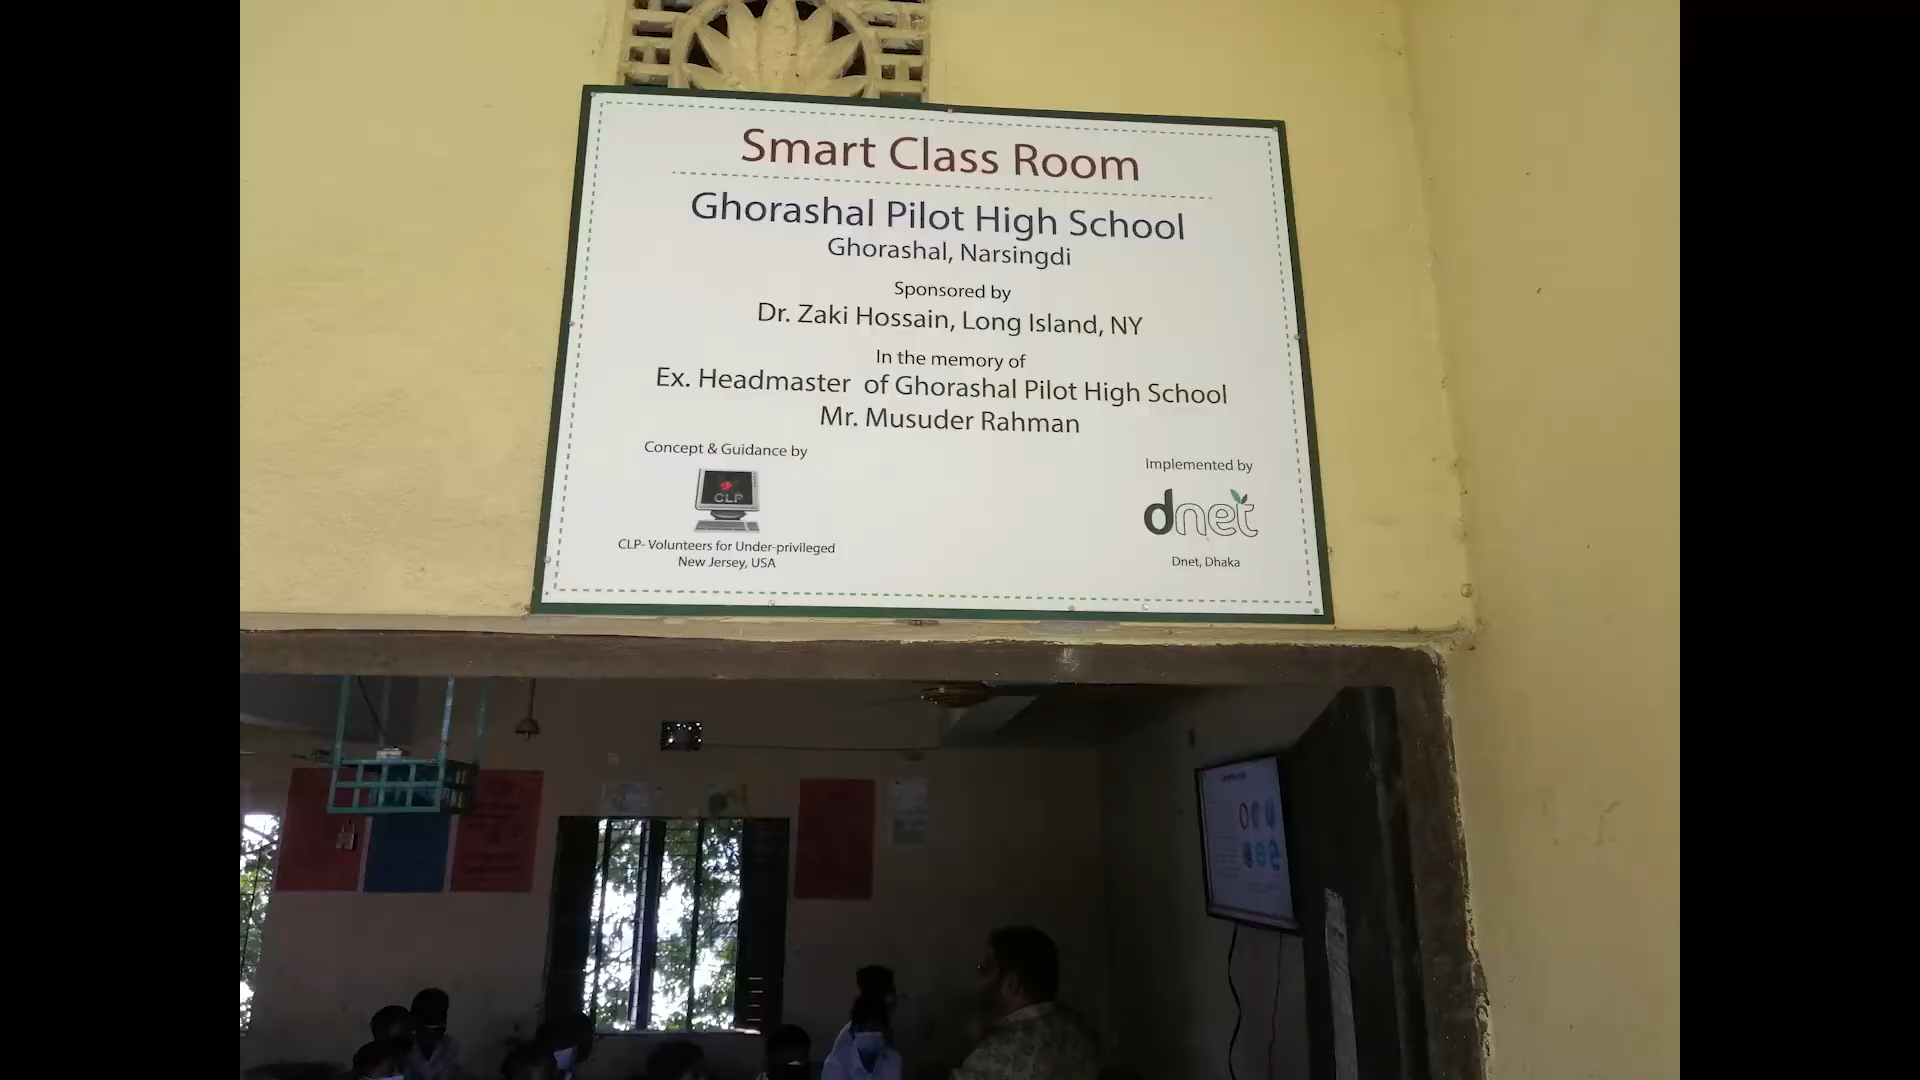 Smart Class Room
Ghorashal Pilot High School
Ghorashal, Narsingdi
Sponsored by
Dr. Zaki Hossain, Long Island, NY
In the memory of
Ex. Headmaster of Ghorashal Pilot High School
Mr. Musuder Rahman
Concept & Guidance by
CLP
CLP- Volunteers for Under-privileged
New Jersey, USA
Implemented by
dnet
Dnet, Dhaka